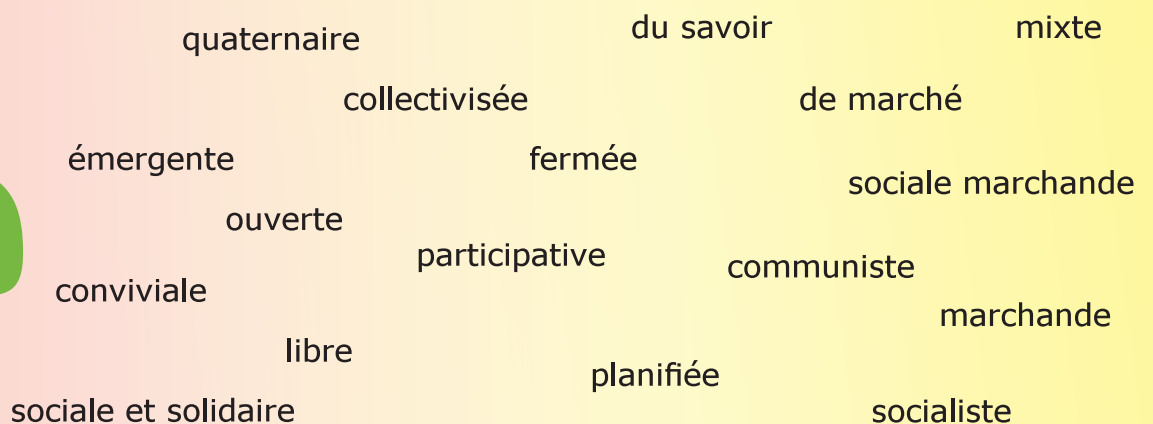 quaternaire
du savoir
mixte
collectivisée
de marché
émergente
fermée
sociale marchande
ouverte
participative
communiste
conviviale
marchande
libre
planifiée
sociale et solidaire
socialiste